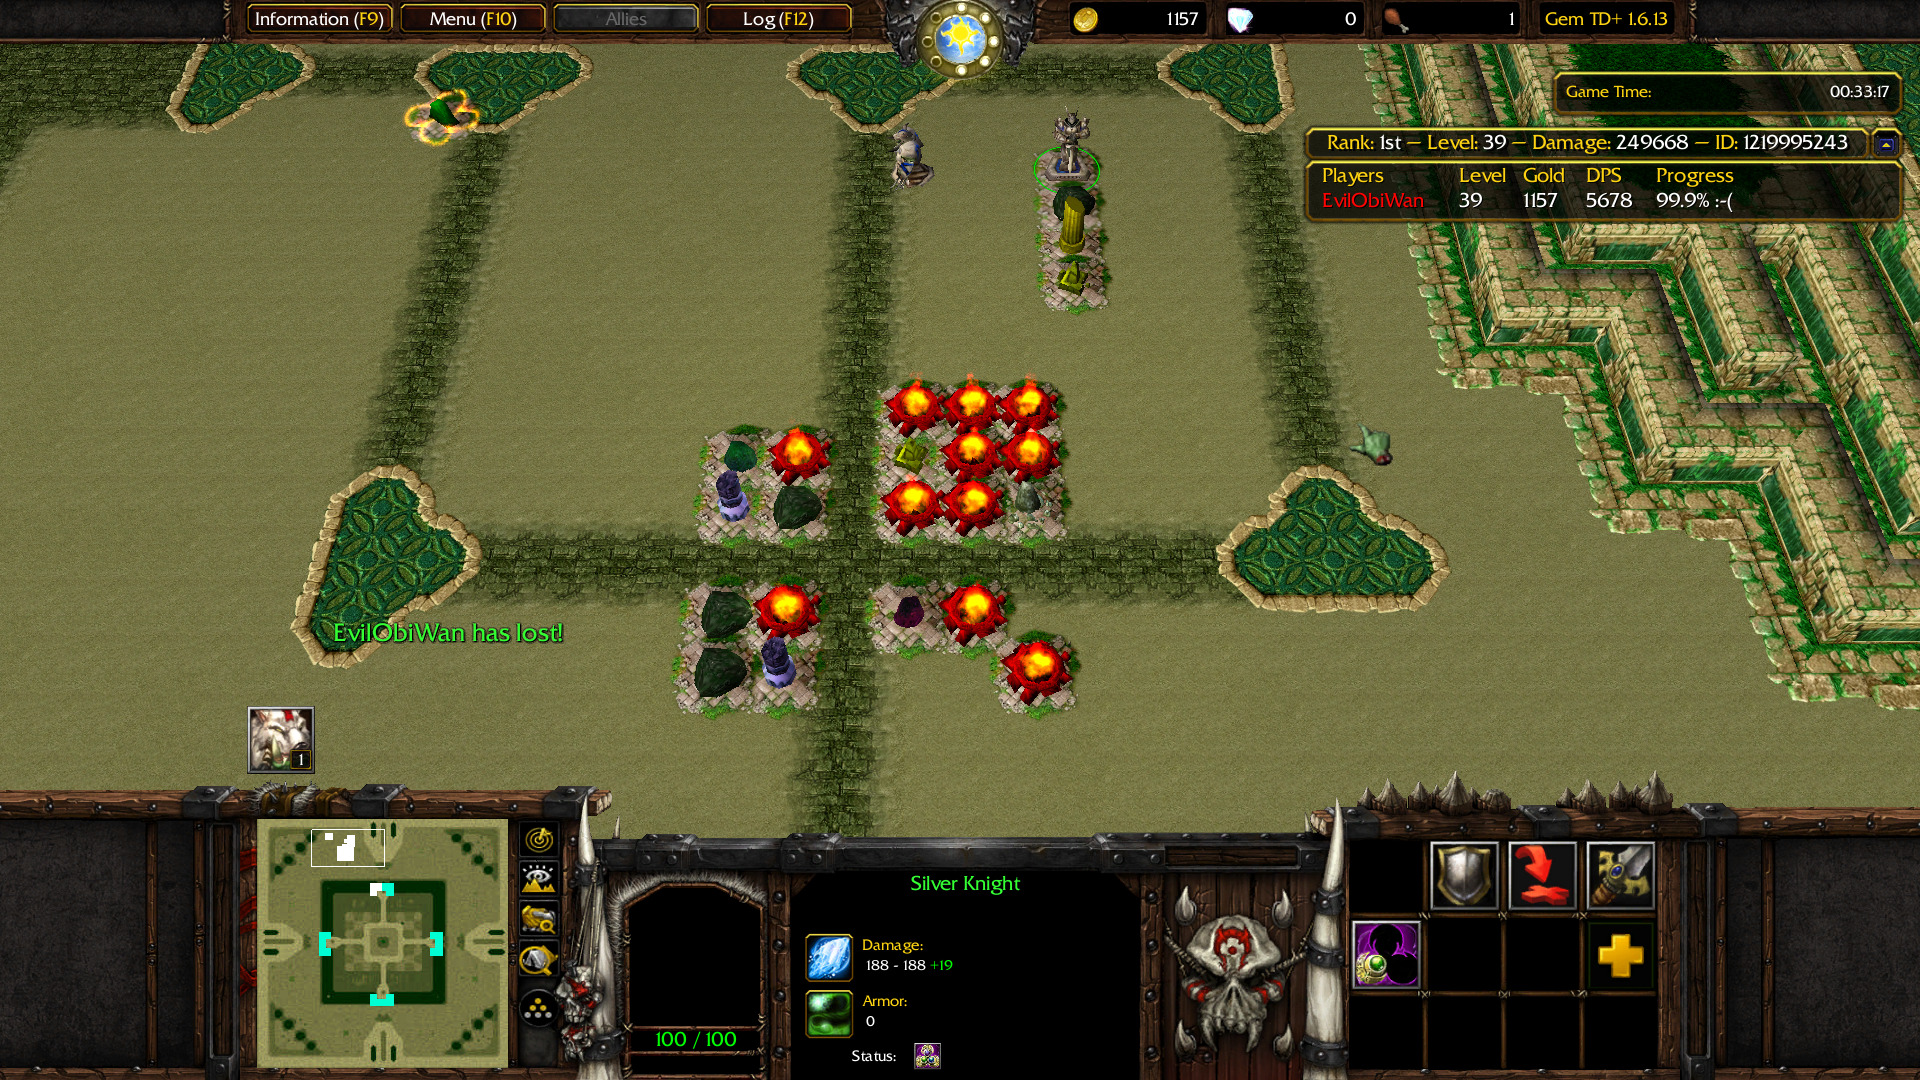 Information (F9)
Menu (F10)
Allies
Log (F12)
1157
0
1
Gem TD+ 1.6.13
Game Time: 00:33:17
Rank: 1st — Level: 39 — Damage: 249668 — ID: 1219995243
Players Level Gold DPS Progress
EvilObiWan 39 1157 5678 99.9% :-(
EvilObiWan has lost!
1
Silver Knight
Damage:
188 - 188 +19
Armor:
0
100 / 100
Status: